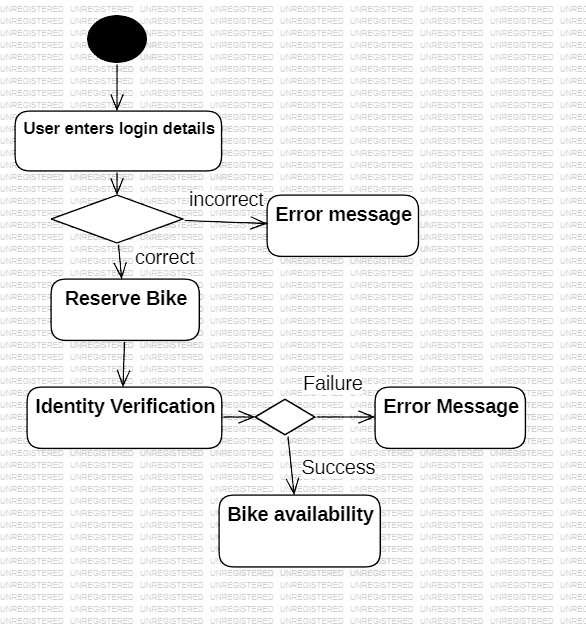 User enters login details
incorrect
Error message
correct
Reserve Bike
Failure
Identity Verification
Error Message
Success
Bike availability
UNREGISTERED